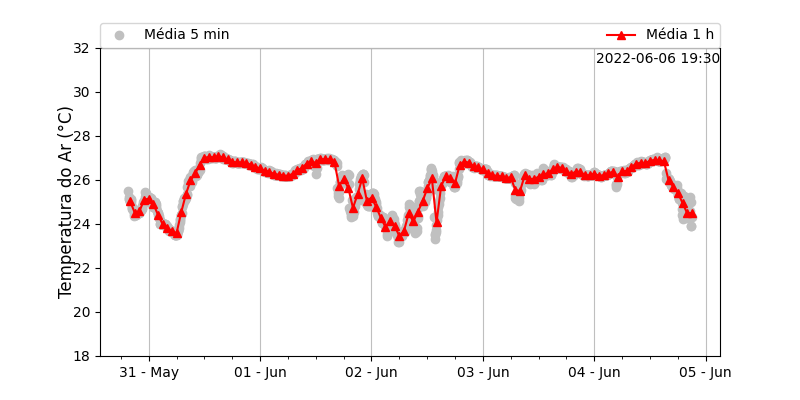 Média 5 min
Média 1 h
2022-06-06 19:30
Temperatura do Ar (°C)
32
30
28
26
24
22
20
18
31 - May
01 - Jun
02 - Jun
03 - Jun
04 - Jun
05 - Jun